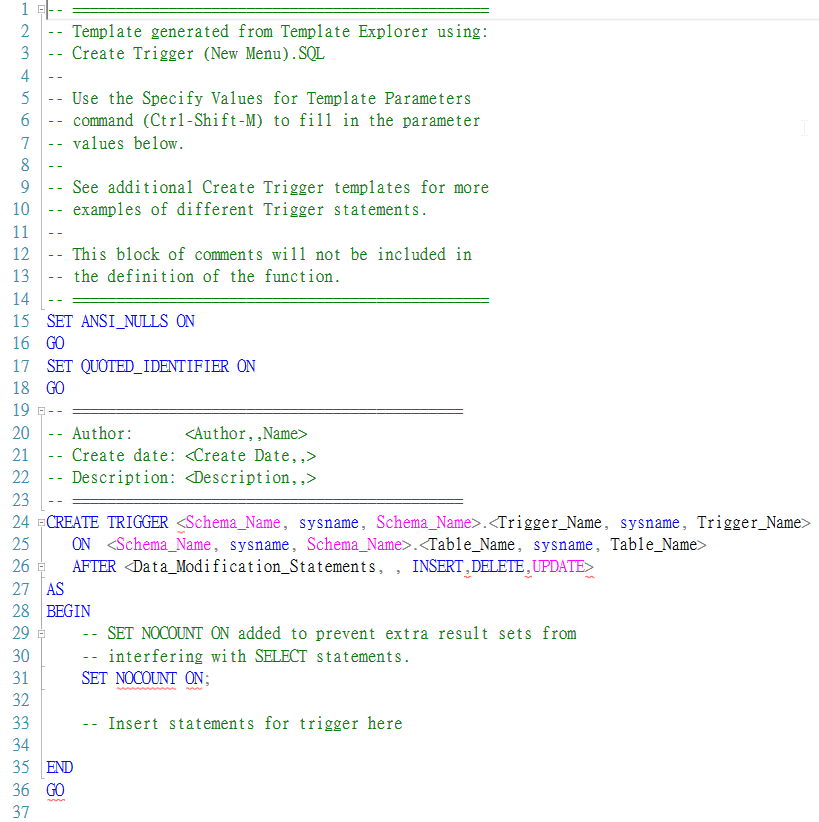 1 -- ================================================
2 -- Template generated from Template Explorer using:
3 -- Create Trigger (New Menu).SQL
4 --
5 -- Use the Specify Values for Template Parameters
6 -- command (Ctrl-Shift-M) to fill in the parameter
7 -- values below.
8 --
9 -- See additional Create Trigger templates for more
10 -- examples of different Trigger statements.
11 --
12 -- This block of comments will not be included in
13 -- the definition of the function.
14 -- ================================================
15 SET ANSI_NULLS ON
16 GO
17 SET QUOTED_IDENTIFIER ON
18 GO
19 -- =============================================
20 -- Author:      <Author,,Name>
21 -- Create date: <Create Date,,>
22 -- Description: <Description,,>
23 -- =============================================
24 CREATE TRIGGER <Schema_Name, sysname, Schema_Name>.<Trigger_Name, sysname, Trigger_Name>
25    ON  <Schema_Name, sysname, Schema_Name>.<Table_Name, sysname, Table_Name>
26    AFTER <Data_Modification_Statements, , INSERT,DELETE,UPDATE>
27 AS
28 BEGIN
29     -- SET NOCOUNT ON added to prevent extra result sets from
30     -- interfering with SELECT statements.
31     SET NOCOUNT ON;
32
33     -- Insert statements for trigger here
34
35 END
36 GO
37